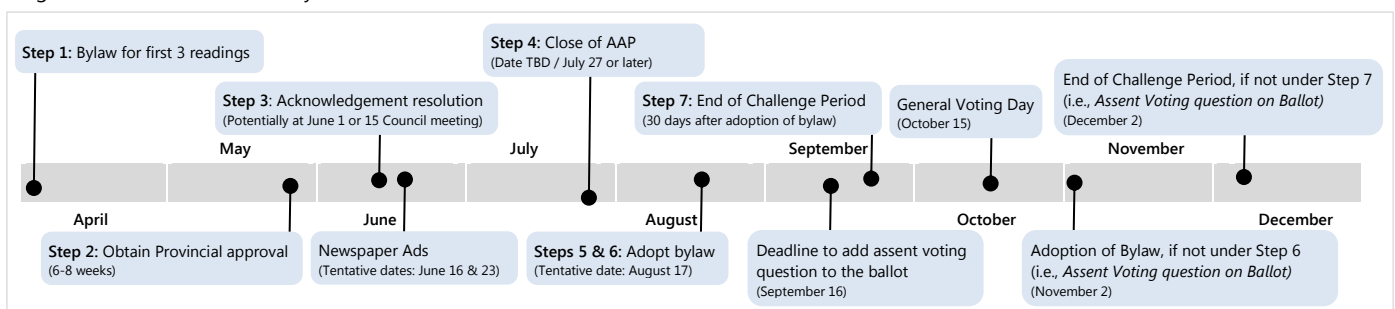 Step 1: Bylaw for first 3 readings
Step 4: Close of AAP
(Date TBD / July 27 or later)
Step 3: Acknowledgement resolution
(Potentially at June 1 or 15 Council meeting)
Step 7: End of Challenge Period
(30 days after adoption of bylaw)
General Voting Day
(October 15)
End of Challenge Period, if not under Step 7
(i.e., Assent Voting question on Ballot)
(December 2)
May
July
September
November
April
June
August
October
December
Step 2: Obtain Provincial approval
(6-8 weeks)
Newspaper Ads
(Tentative dates: June 16 & 23)
Steps 5 & 6: Adopt bylaw
(Tentative date: August 17)
Deadline to add assent voting
question to the ballot
(September 16)
Adoption of Bylaw, if not under Step 6
(i.e., Assent Voting question on Ballot)
(November 2)